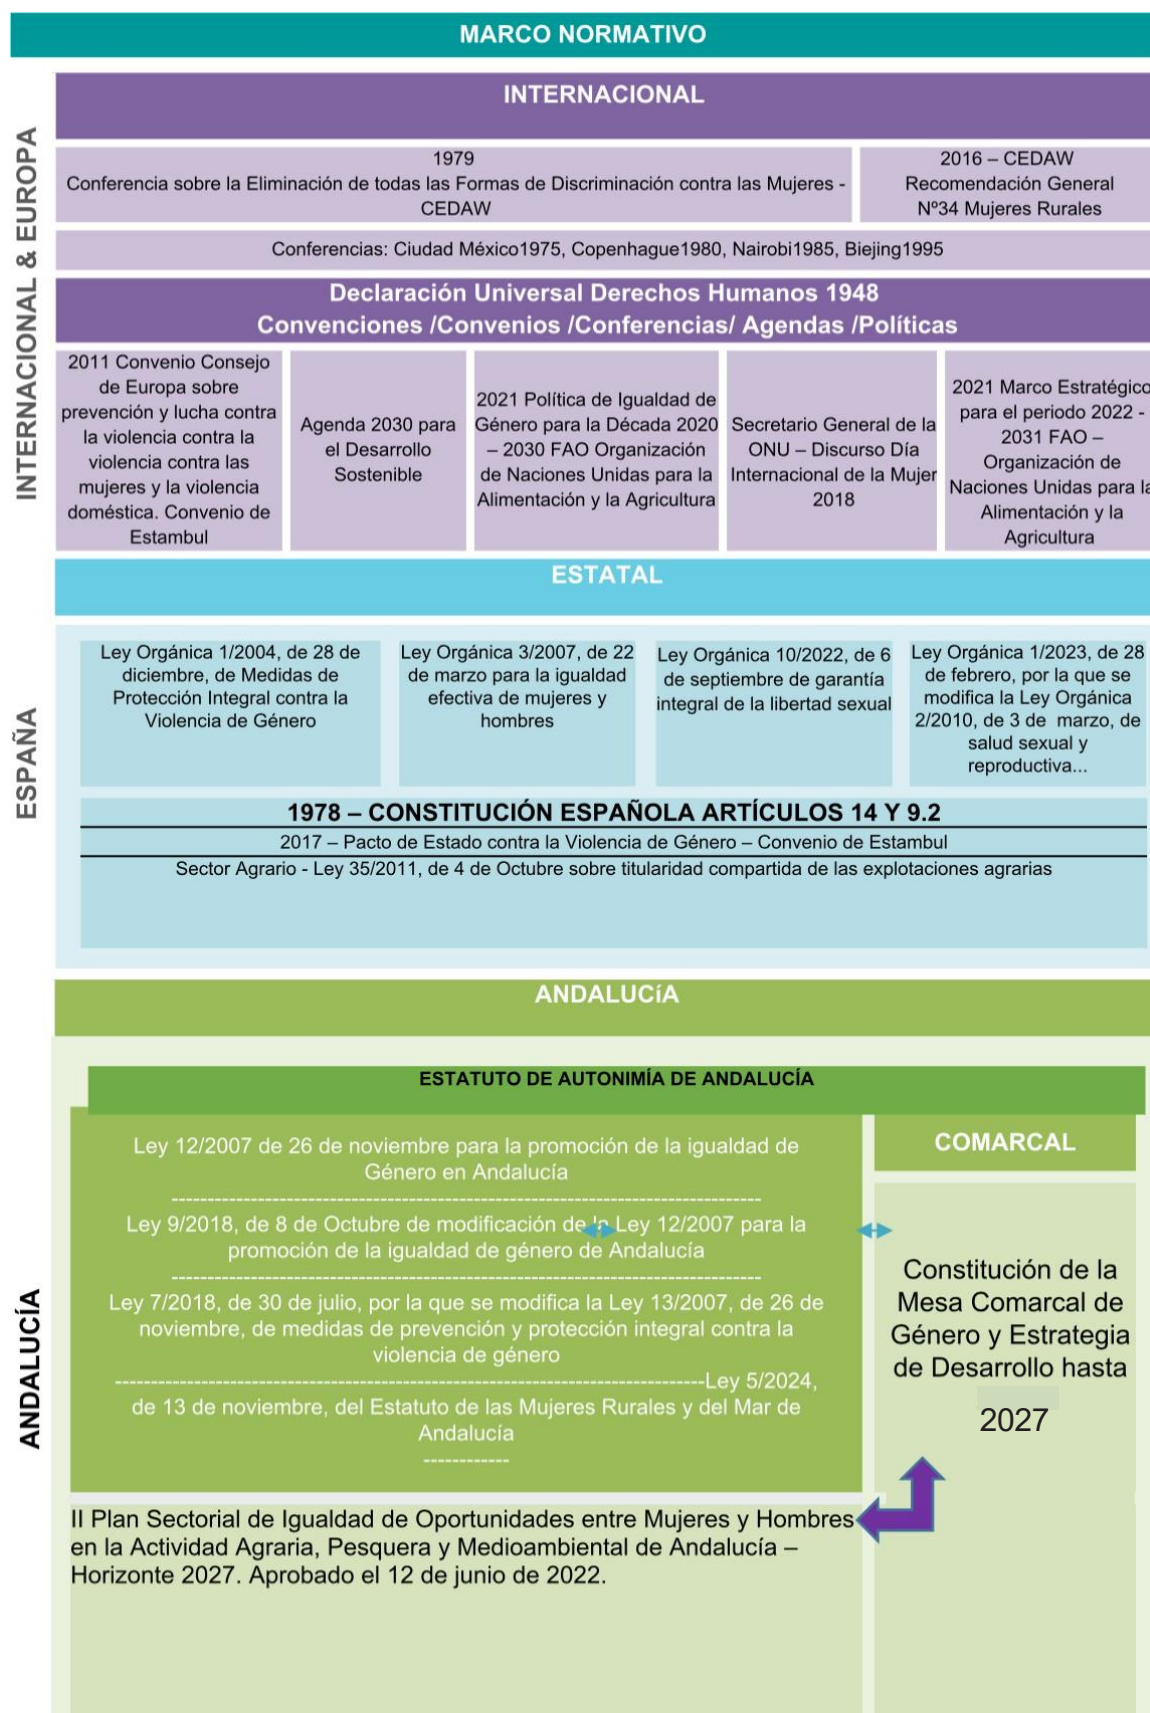 MARCO NORMATIVO
INTERNACIONAL & EUROPA
INTERNACIONAL
1979
Conferencia sobre la Eliminación de todas las Formas de Discriminación contra las Mujeres -
CEDAW
2016 – CEDAW
Recomendación General
Nº34 Mujeres Rurales
Conferencias: Ciudad México1975, Copenhague1980, Nairobi1985, Biejing1995
Declaración Universal Derechos Humanos 1948
Convenciones /Convenios /Conferencias/ Agendas /Políticas
2011 Convenio Consejo
de Europa sobre
prevención y lucha contra
la violencia contra la
violencia contra las
mujeres y la violencia
doméstica. Convenio de
Estambul
Agenda 2030 para
el Desarrollo
Sostenible
2021 Política de Igualdad de
Género para la Década 2020
– 2030 FAO Organización
de Naciones Unidas para la
Alimentación y la Agricultura
Secretario General de la
ONU – Discurso Día
Internacional de la Mujer
2018
2021 Marco Estratégico
para el periodo 2022 -
2031 FAO –
Organización de
Naciones Unidas para la
Alimentación y la
Agricultura
ESPAÑA
ESTATAL
Ley Orgánica 1/2004, de 28 de
diciembre, de Medidas de
Protección Integral contra la
Violencia de Género
Ley Orgánica 3/2007, de 22
de marzo para la igualdad
efectiva de mujeres y
hombres
Ley Orgánica 10/2022, de 6
de septiembre de garantía
integral de la libertad sexual
Ley Orgánica 1/2023, de 28
de febrero, por la que se
modifica la Ley Orgánica
2/2010, de 3 de marzo, de
salud sexual y
reproductiva...
1978 – CONSTITUCIÓN ESPAÑOLA ARTÍCULOS 14 Y 9.2
2017 – Pacto de Estado contra la Violencia de Género – Convenio de Estambul
Sector Agrario - Ley 35/2011, de 4 de Octubre sobre titularidad compartida de las explotaciones agrarias
ANDALUCÍA
ANDALUCíA
ESTATUTO DE AUTONIMÍA DE ANDALUCÍA
Ley 12/2007 de 26 de noviembre para la promoción de la igualdad de
Género en Andalucía
Ley 9/2018, de 8 de Octubre de modificación de la Ley 12/2007 para la
promoción de la igualdad de género de Andalucía
Ley 7/2018, de 30 de julio, por la que se modifica la Ley 13/2007, de 26 de
noviembre, de medidas de prevención y protección integral contra la
violencia de género
Ley 5/2024,
de 13 de noviembre, del Estatuto de las Mujeres Rurales y del Mar de
Andalucía
COMARCAL
Constitución de la
Mesa Comarcal de
Género y Estrategia
de Desarrollo hasta
2027
II Plan Sectorial de Igualdad de Oportunidades entre Mujeres y Hombres
en la Actividad Agraria, Pesquera y Medioambiental de Andalucía –
Horizonte 2027. Aprobado el 12 de junio de 2022.